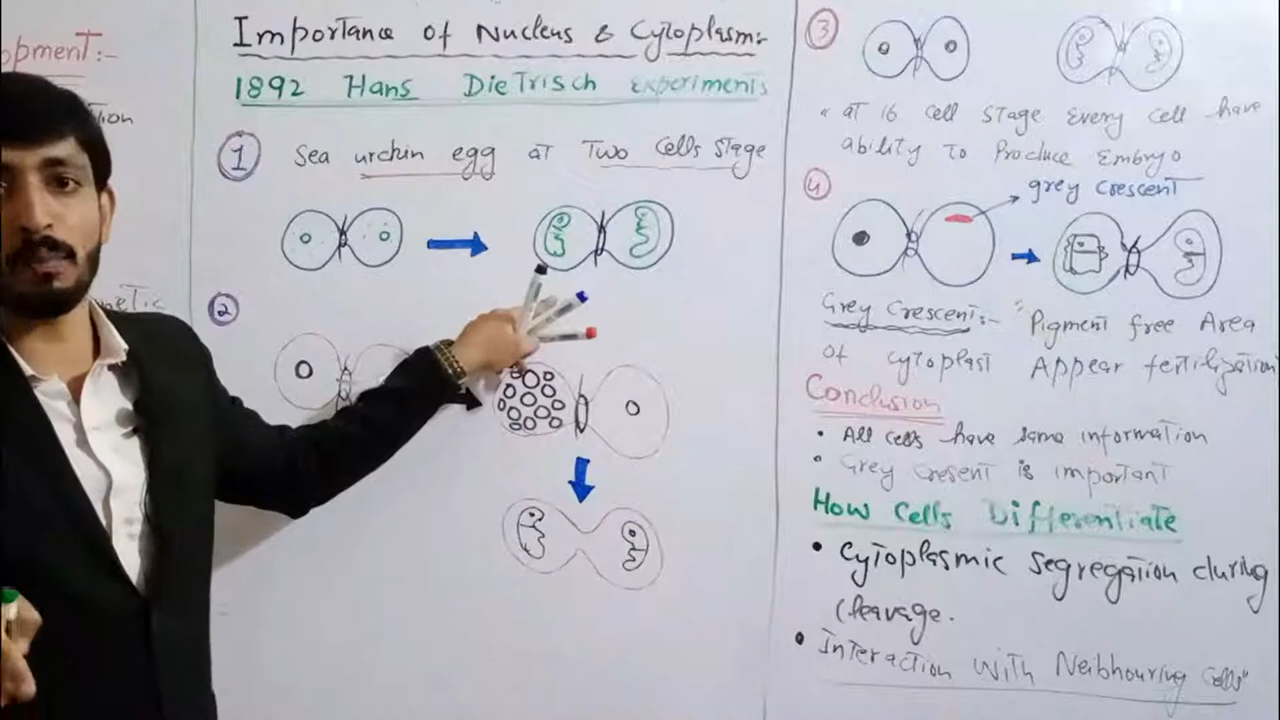 opment:-
tion
netic
Importance of Nucleus & Cytoplasm:-
1892 Hans DieTrisch experiments
1 Sea urchin egg at Two Cells stage
2
3
" at 16 cell stage Every cell have
ability To Produce Embryo
4
grey crescent
Grey Crescent:- "Pigment free Area
of cytoplast Appear fertilization
Conclusion
• All cells have same information
• Grey cresent is important
How Cells Differentiate
• Cytoplasmic segregation during
Cleavage.
• Interaction with Neibhouring Cells"